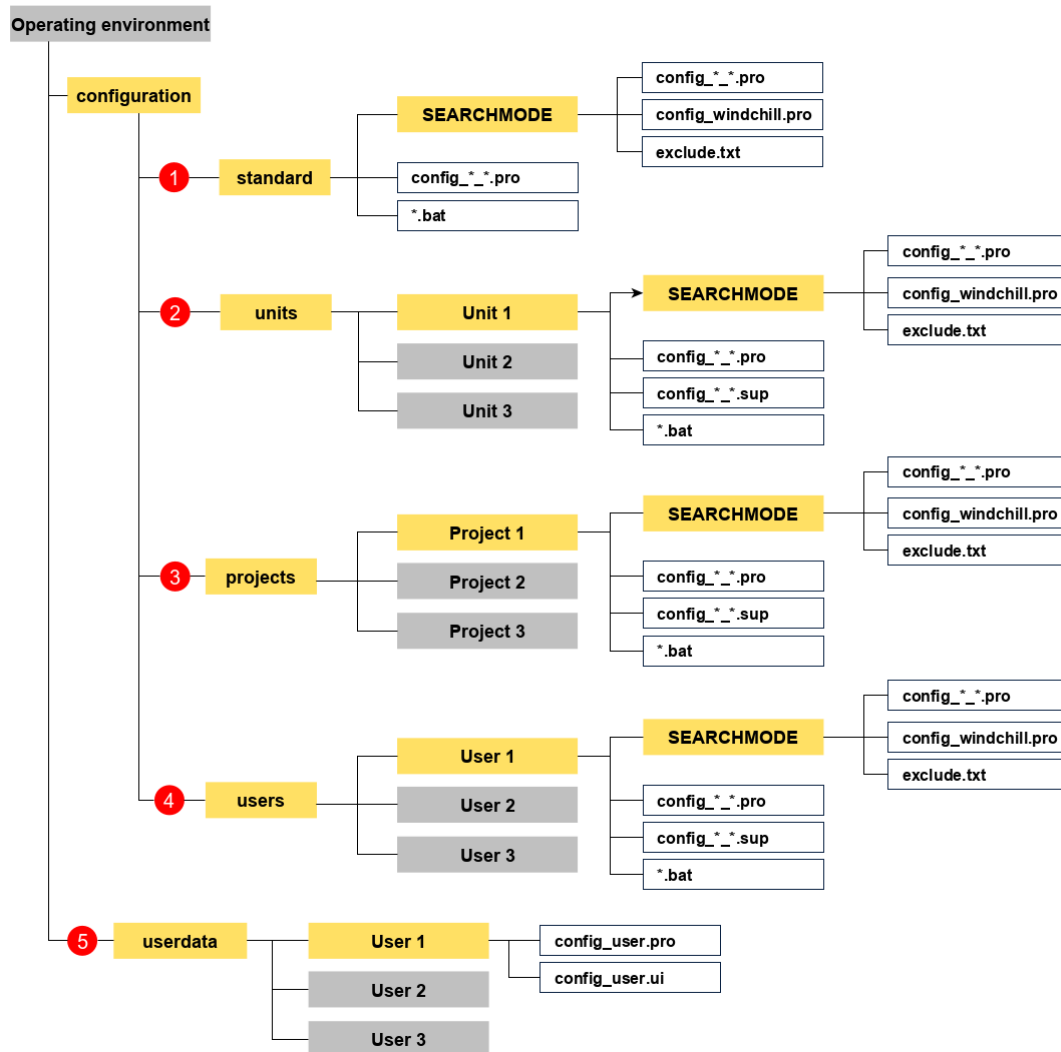 Operating environment
configuration
1
standard
SEARCHMODE
config_*_*.pro
config_windchill.pro
exclude.txt
config_*_*.pro
*.bat
2
units
Unit 1
SEARCHMODE
config_*_*.pro
config_windchill.pro
exclude.txt
config_*_*.pro
config_*_*.sup
*.bat
Unit 2
Unit 3
3
projects
Project 1
SEARCHMODE
config_*_*.pro
config_windchill.pro
exclude.txt
config_*_*.pro
config_*_*.sup
*.bat
Project 2
Project 3
4
users
User 1
SEARCHMODE
config_*_*.pro
config_windchill.pro
exclude.txt
config_*_*.pro
config_*_*.sup
*.bat
User 2
User 3
5
userdata
User 1
config_user.pro
config_user.ui
User 2
User 3